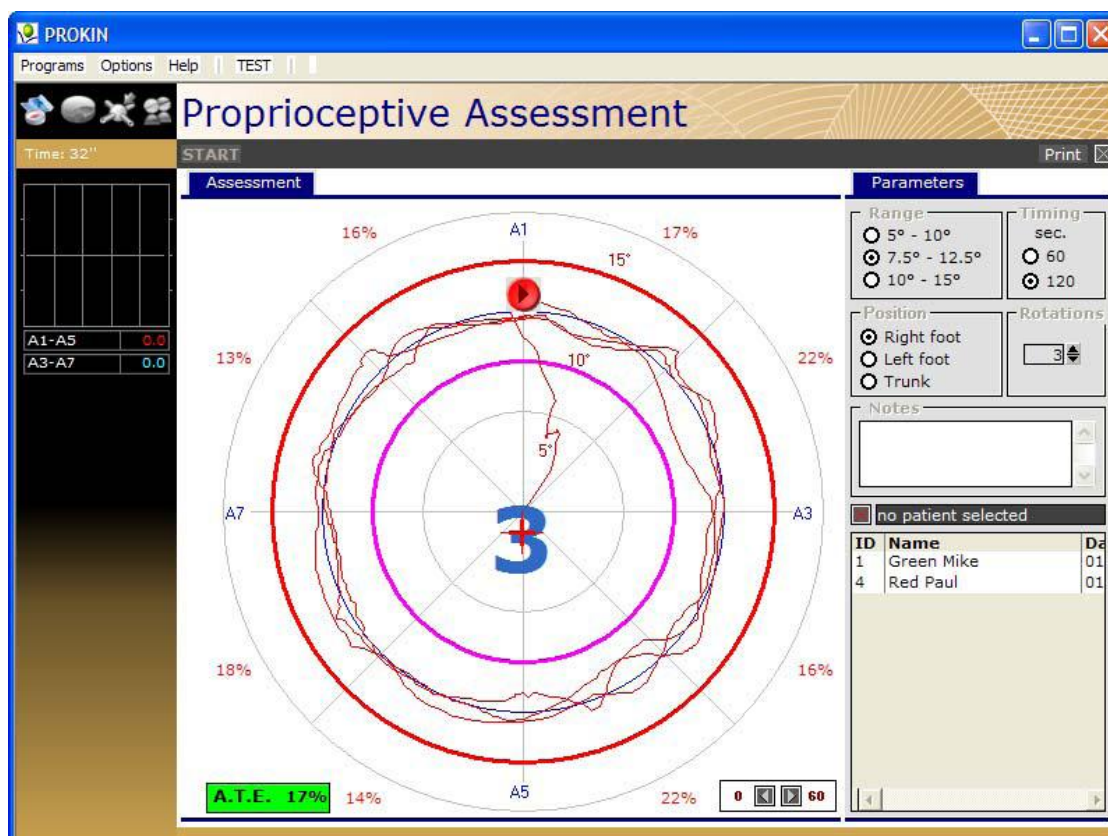 PROKIN
Programs Options Help TEST
Proprioceptive Assessment
Time: 32"
START
Print
Assessment
Parameters
A1-A5 0.0
A3-A7 0.0
16%
A1
17%
15°
13%
10°
22%
5°
A7
3
A3
18%
16%
A.T.E. 17%
14%
A5
22%
0 60
Range
5° - 10°
7.5° - 12.5°
10° - 15°
Timing
sec.
60
120
Position
Right foot
Left foot
Trunk
Rotations
3
Notes
no patient selected
ID Name Da
1 Green Mike 01
4 Red Paul 01